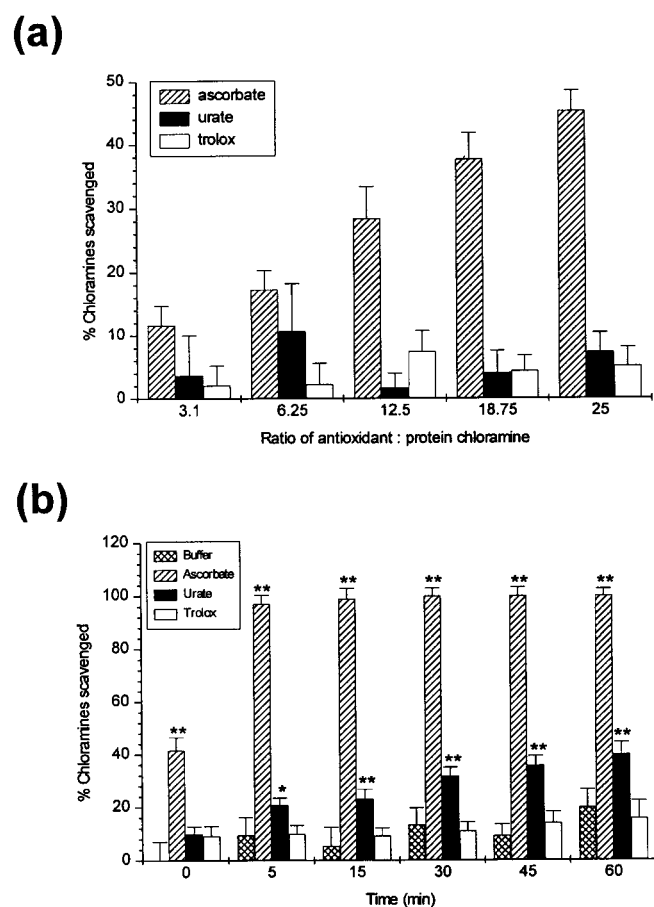 (a)
50
40
30
20
10
0
% Chloramines scavenged
ascorbate
urate
trolox
3.1 6.25 12.5 18.75 25
Ratio of antioxidant : protein chloramine
(b)
120
100
80
60
40
20
0
% Chloramines scavenged
Buffer
Ascorbate
Urate
Trolox
** ** ** ** ** **
* ** ** ** **
0 5 15 30 45 60
Time (min)